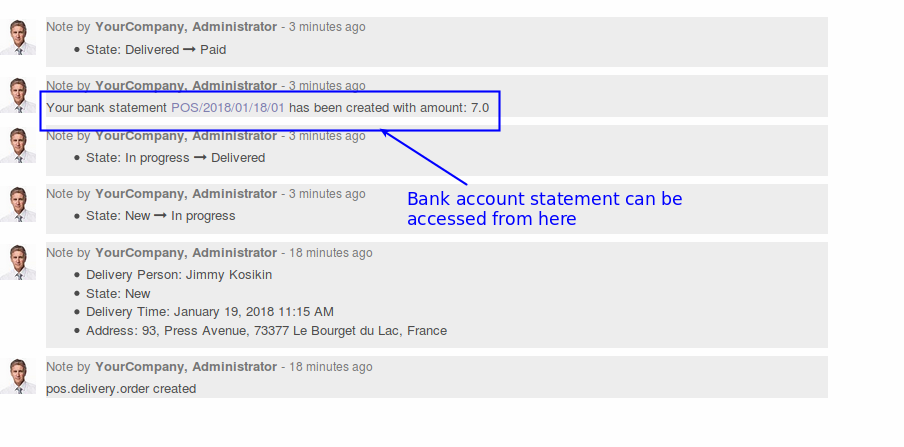 Note by YourCompany, Administrator - 3 minutes ago
• State: Delivered → Paid
Note by YourCompany, Administrator - 3 minutes ago
Your bank statement POS/2018/01/18/01 has been created with amount: 7.0
Note by YourCompany, Administrator - 3 minutes ago
• State: In progress → Delivered
Note by YourCompany, Administrator - 3 minutes ago
• State: New → In progress
Bank account statement can be
accessed from here
Note by YourCompany, Administrator - 18 minutes ago
• Delivery Person: Jimmy Kosikin
• State: New
• Delivery Time: January 19, 2018 11:15 AM
• Address: 93, Press Avenue, 73377 Le Bourget du Lac, France
Note by YourCompany, Administrator - 18 minutes ago
pos.delivery.order created